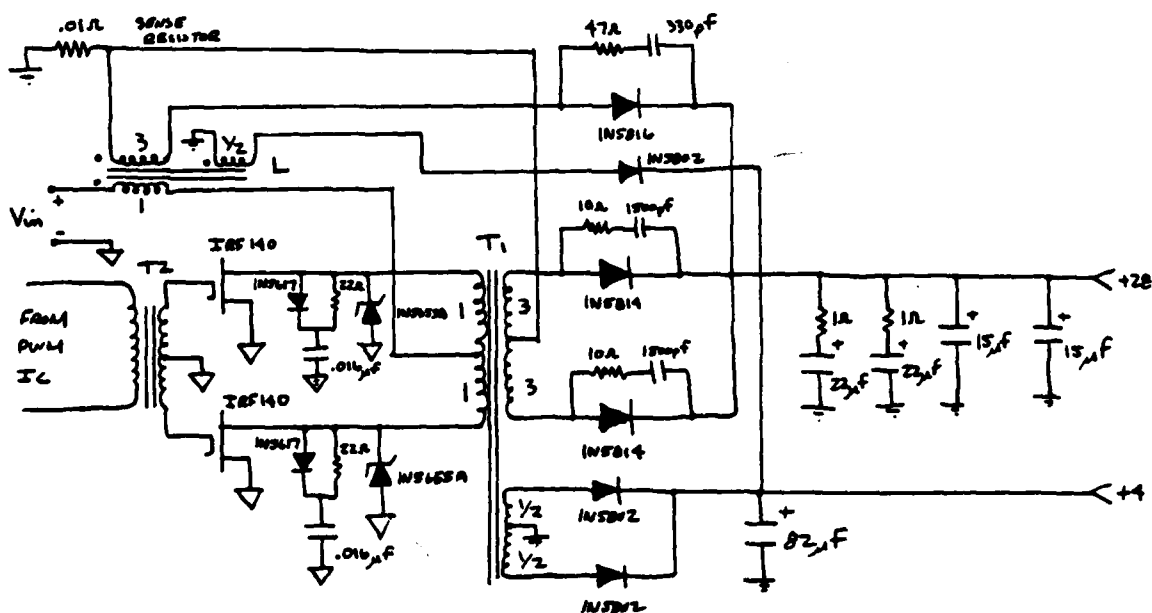 .01Ω
SENSE
RESISTOR
47Ω
330pF
1N5816
3
1/2
L
1N5802
+
Vin
1
-
10Ω
1500pF
T1
T2
IRF140
1N5617
22Ω
1
3
1N5814
+28
FROM
PWM
IC
.016μF
1Ω
1Ω
+
15μF
+
15μF
+
22μF
+
22μF
10Ω
1500pF
1
3
IRF140
1N5617
22Ω
1N5655A
1N5814
1/2
1/2
1N5802
+4
+
82μF
.016μF
1N5802